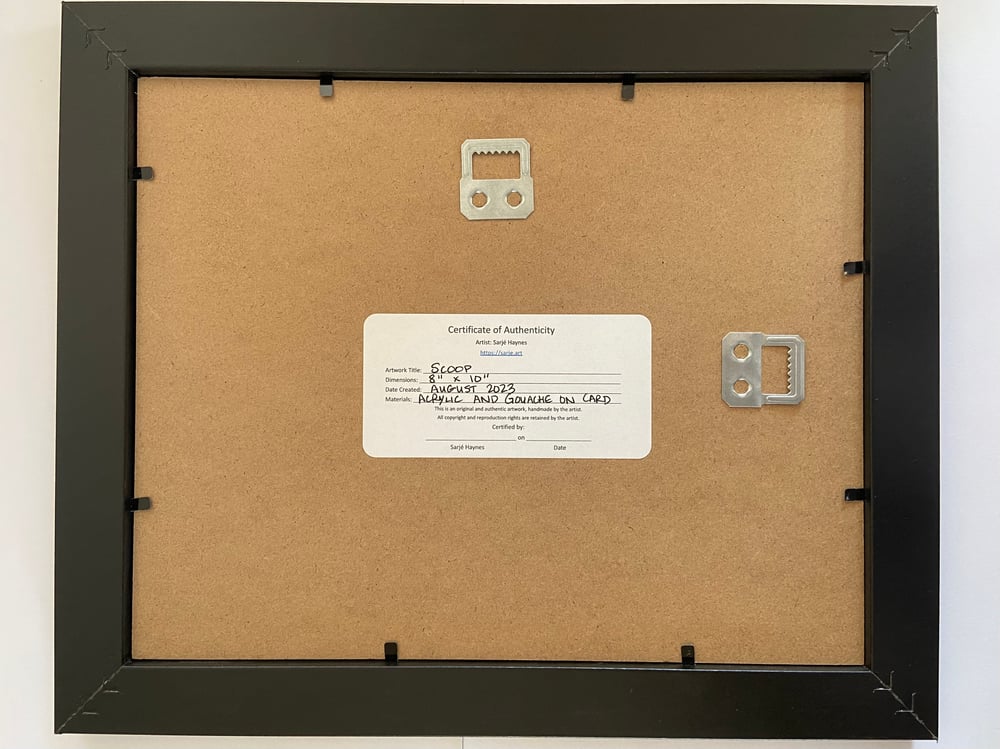 Certificate of Authenticity
Artist: Sarjé Haynes
https://sarje.art
Artwork Title: SCOOP
Dimensions: 8" x 10"
Date Created: AUGUST 2023
Materials: ACRYLIC AND GOUACHE ON CARD
This is an original and authentic artwork, handmade by the artist.
All copyright and reproduction rights are retained by the artist.
Certified by:
on
Sarjé Haynes Date